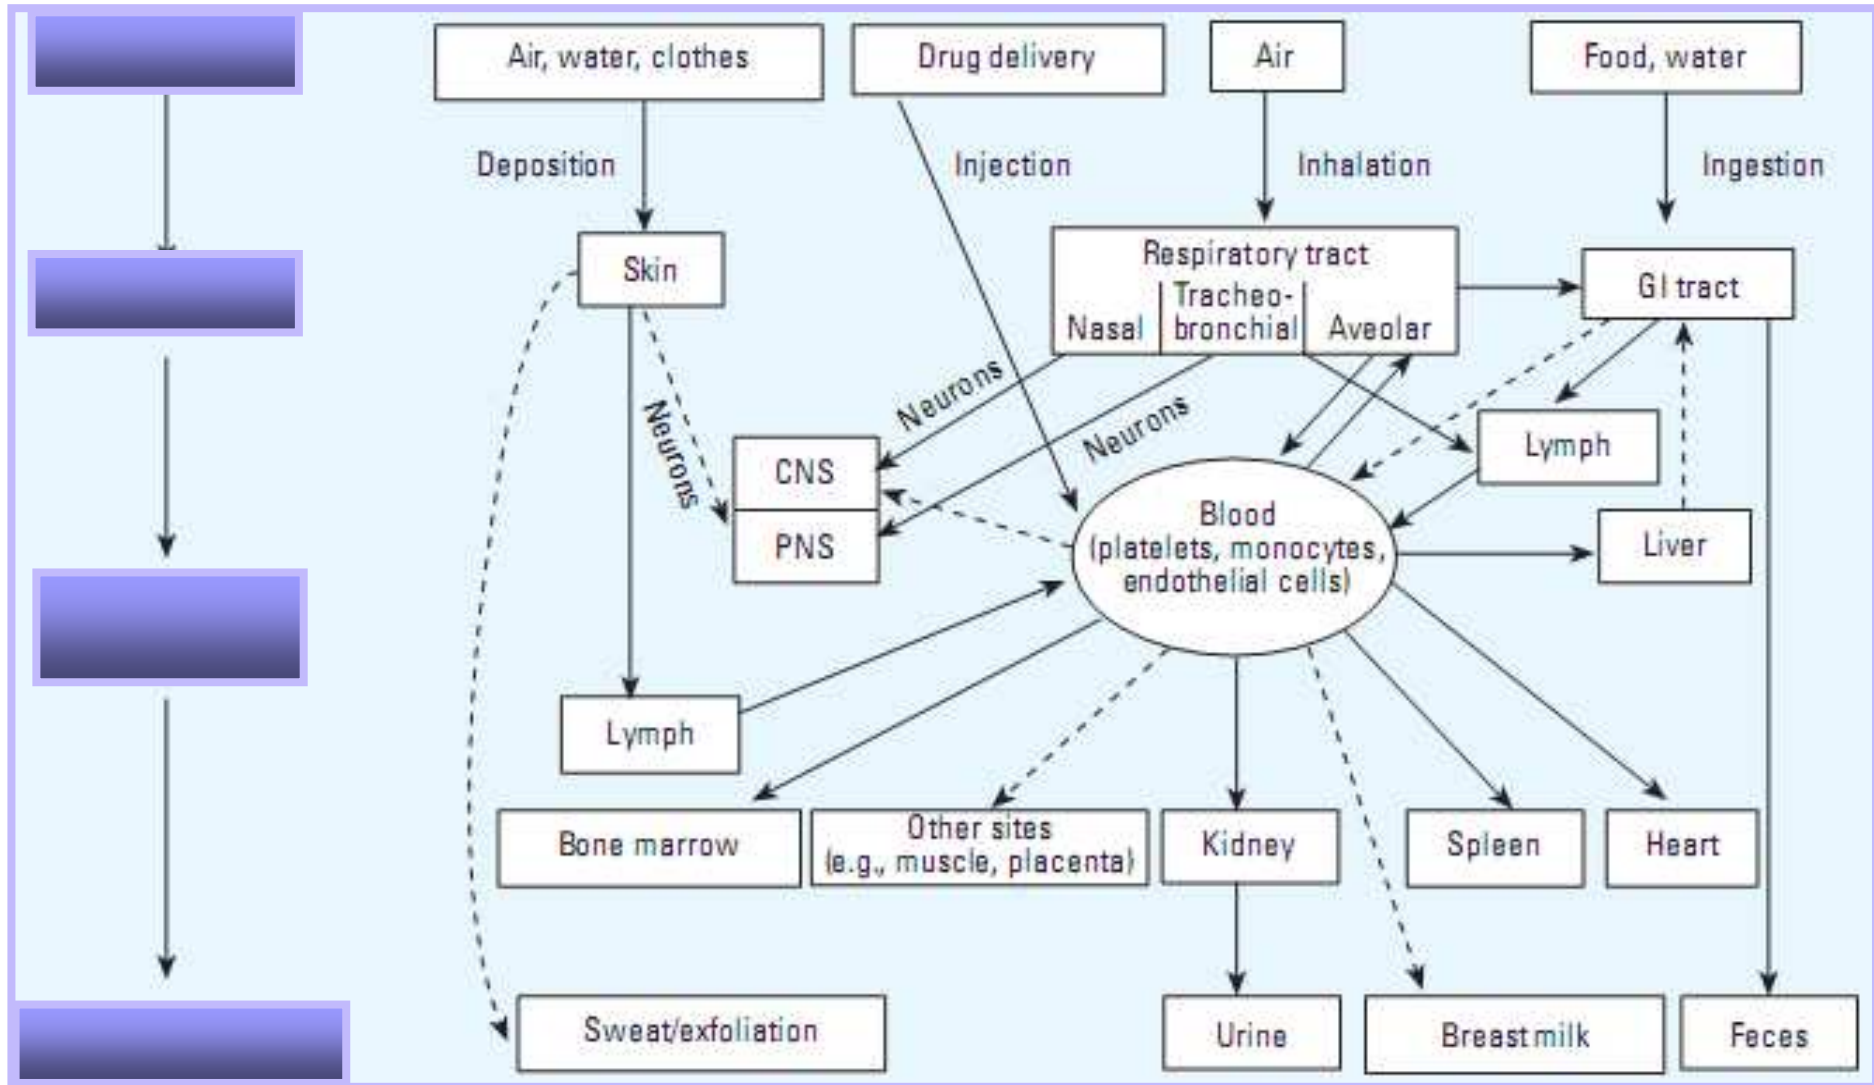 Air, water, clothes
Drug delivery
Air
Food, water
Deposition
Injection
Inhalation
Ingestion
Skin
Respiratory tract
Nasal
Tracheo-
bronchial
Aveolar
GI tract
Neurons
Neurons
Neurons
CNS
PNS
Lymph
Blood
(platelets, monocytes,
endothelial cells)
Liver
Lymph
Bone marrow
Other sites
(e.g., muscle, placenta)
Kidney
Spleen
Heart
Sweat/exfoliation
Urine
Breast milk
Feces